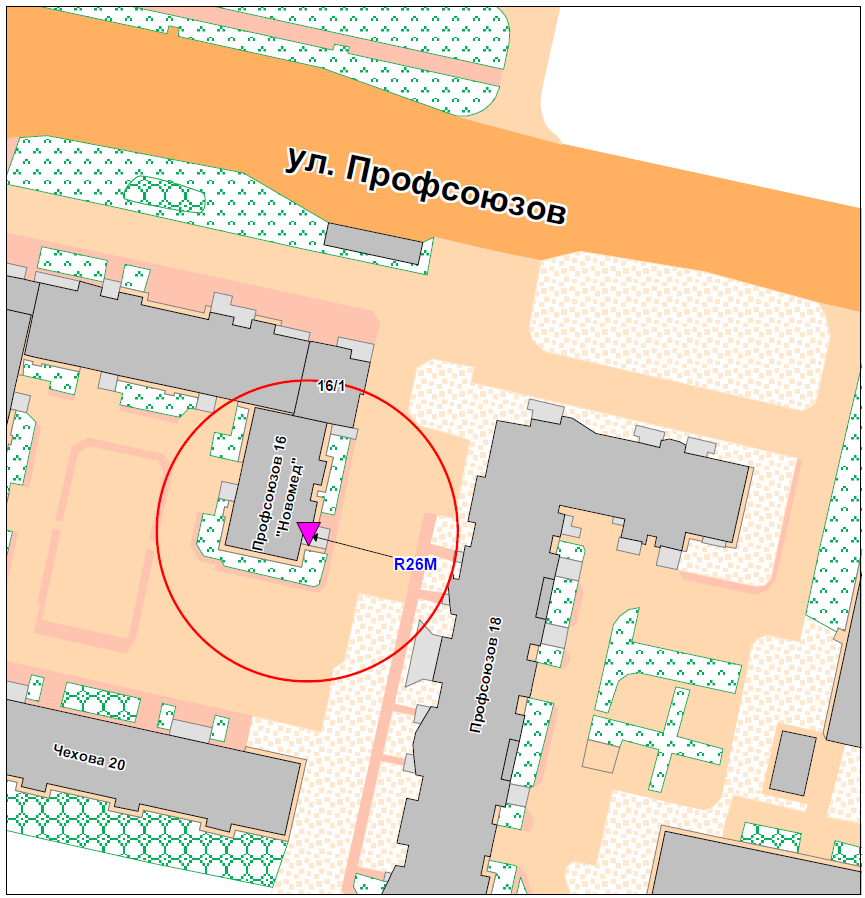 ул. Профсоюзов
16/1
Профсоюзов 16
"Новомед"
R26M
Профсоюзов 18
Чехова 20